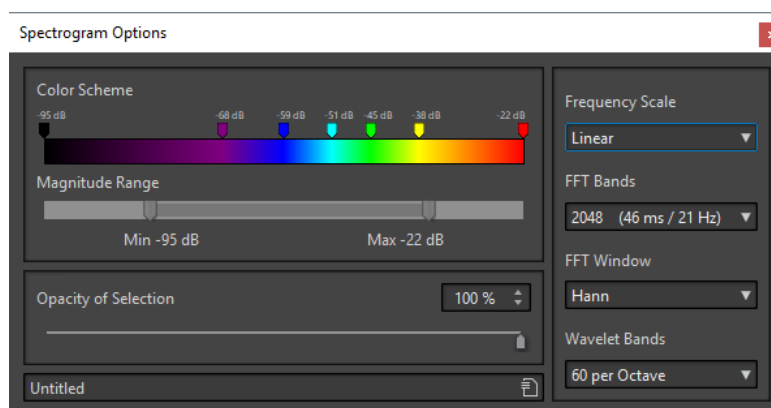 Spectrogram Options
Color Scheme
-95 dB -68 dB -59 dB -51 dB -45 dB -38 dB -22 dB
Magnitude Range
Min -95 dB Max -22 dB
Opacity of Selection 100 %
Untitled
Frequency Scale
Linear
FFT Bands
2048 (46 ms / 21 Hz)
FFT Window
Hann
Wavelet Bands
60 per Octave